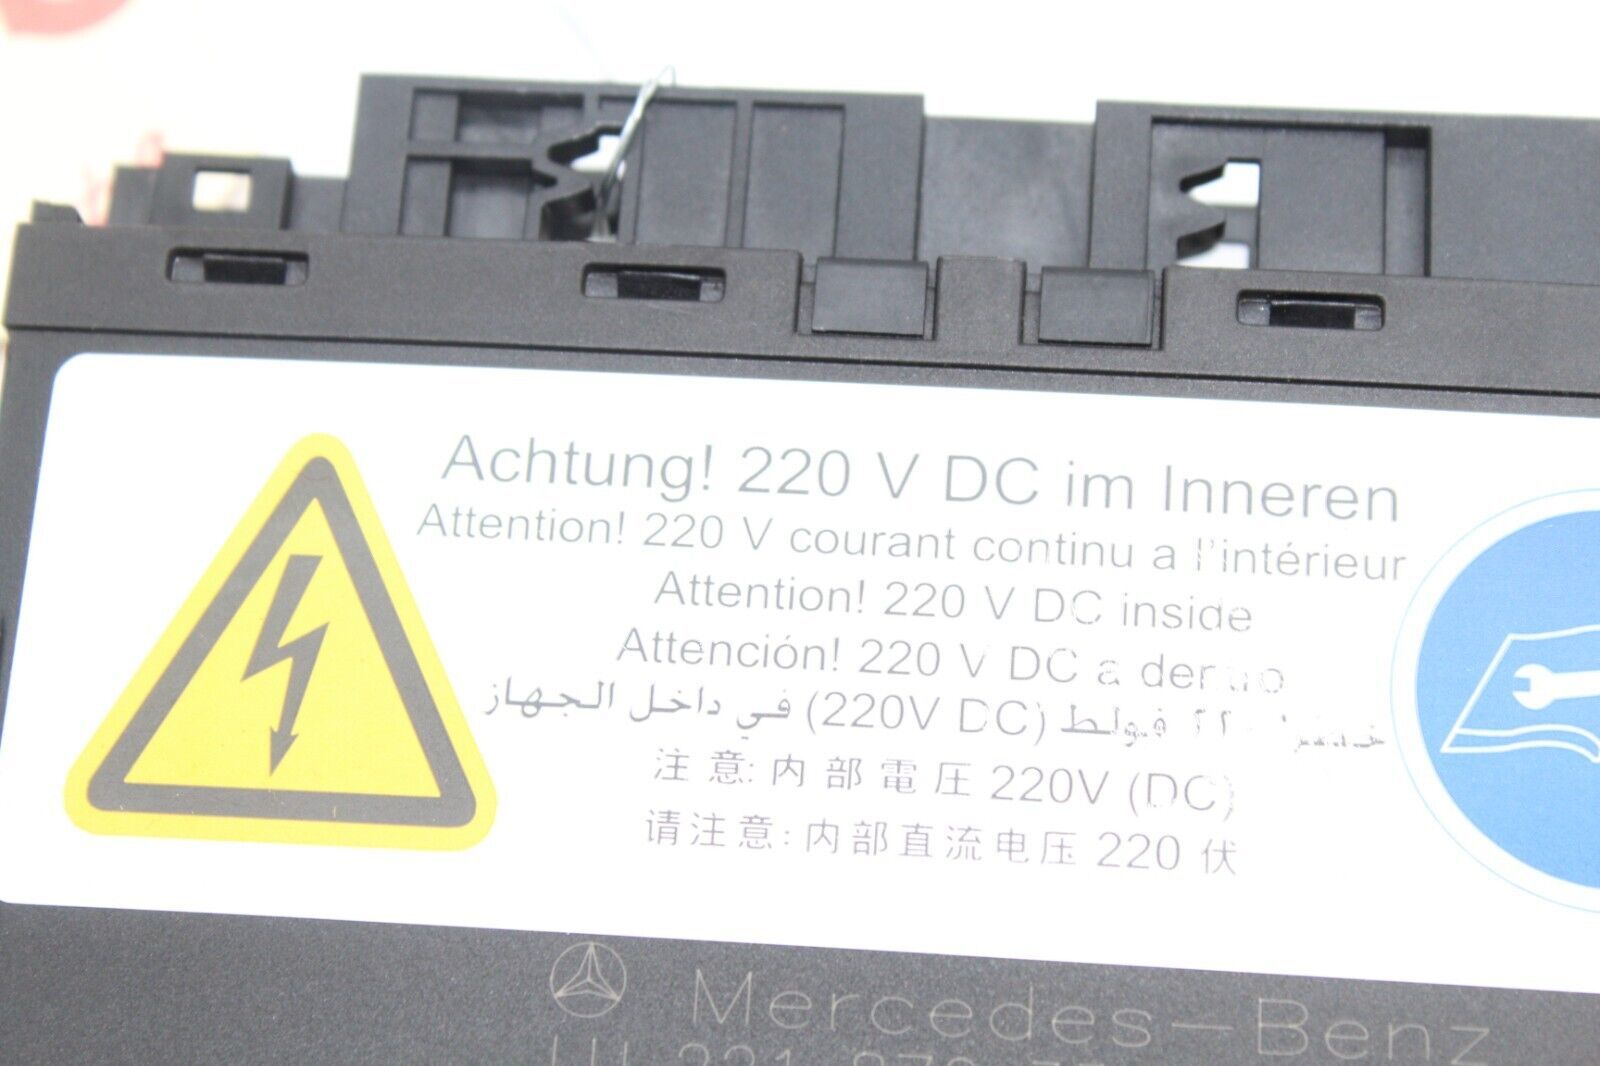 Achtung! 220 V DC im Inneren
Attention! 220 V courant continu a l'intérieur
Attention! 220 V DC inside
Attención! 220 V DC a
فولط (220V DC) في داخل الجهاز
注意: 内部電圧 220V (DC)
请注意: 内部直流电压 220 伏
Mercedes-Benz